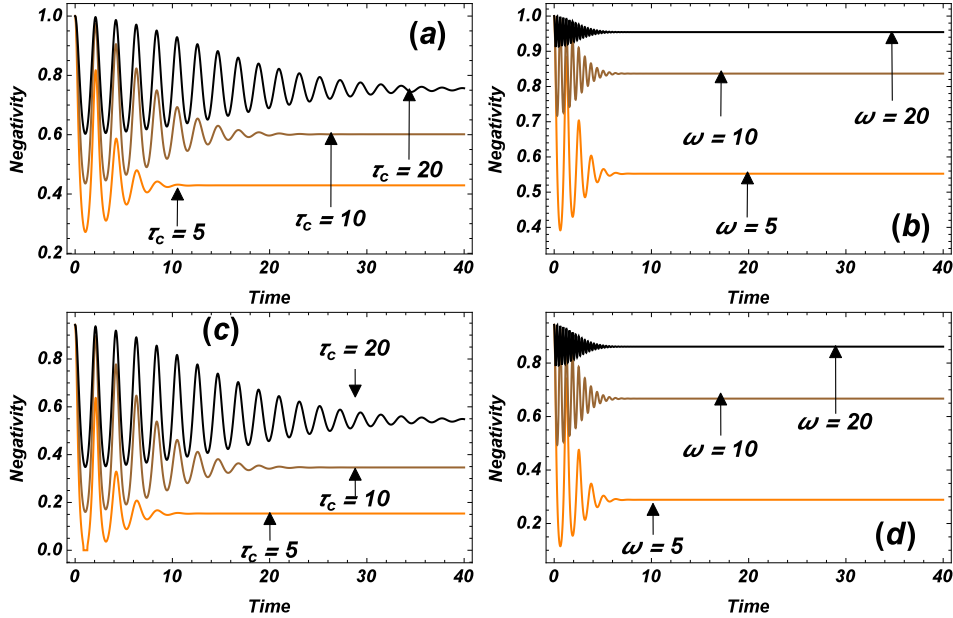 (a)
Negativity
1.0
0.8
0.6
0.4
0.2
τc = 20
τc = 10
τc = 5
0 10 20 30 40
Time
(b)
Negativity
1.0
0.9
0.8
0.7
0.6
0.5
0.4
ω = 20
ω = 10
ω = 5
0 10 20 30 40
Time
(c)
Negativity
0.8
0.6
0.4
0.2
0.0
τc = 20
τc = 10
τc = 5
0 10 20 30 40
Time
(d)
Negativity
0.8
0.6
0.4
0.2
ω = 20
ω = 10
ω = 5
0 10 20 30 40
Time